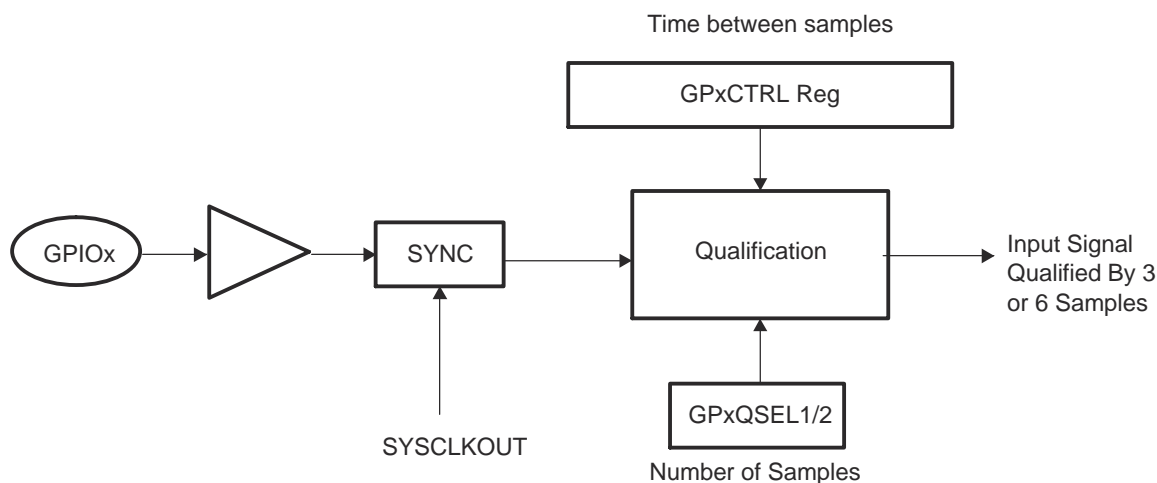 Time between samples
GPxCTRL Reg
GPIOx
SYNC
Qualification
Input Signal
Qualified By 3
or 6 Samples
GPxQSEL1/2
SYSCLKOUT
Number of Samples